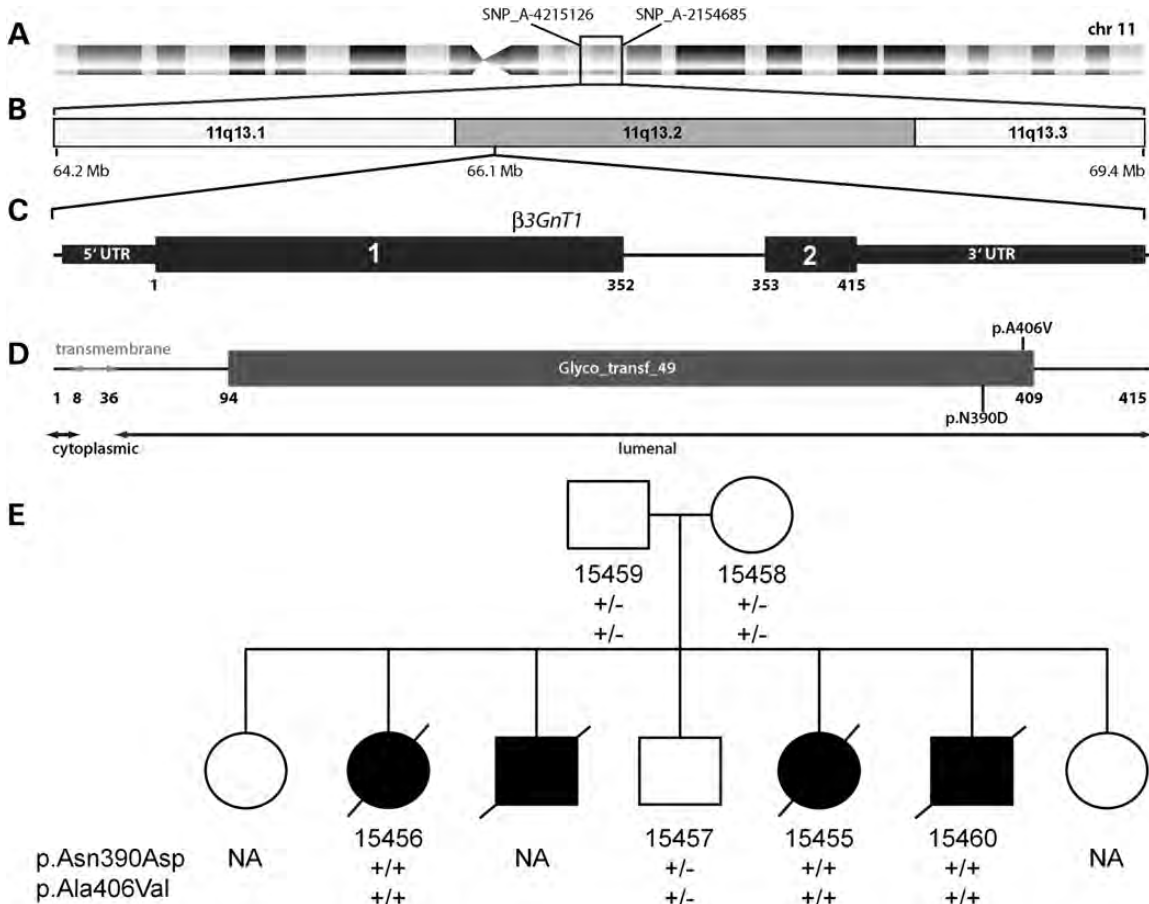 SNP_A-4215126 SNP_A-2154685
A chr 11
B 11q13.1 11q13.2 11q13.3
64.2 Mb 66.1 Mb 69.4 Mb
C β3GnT1
5' UTR 1 2 3' UTR
1 352 353 415
p.A406V
D transmembrane
Glyco_transf_49
1 8 36 94 409 415
p.N390D
cytoplasmic lumenal
E
15459 15458
+/- +/-
+/- +/-
15456 15457 15455 15460
p.Asn390Asp NA +/+ NA +/- +/+ +/+ NA
p.Ala406Val +/+ +/- +/+ +/+